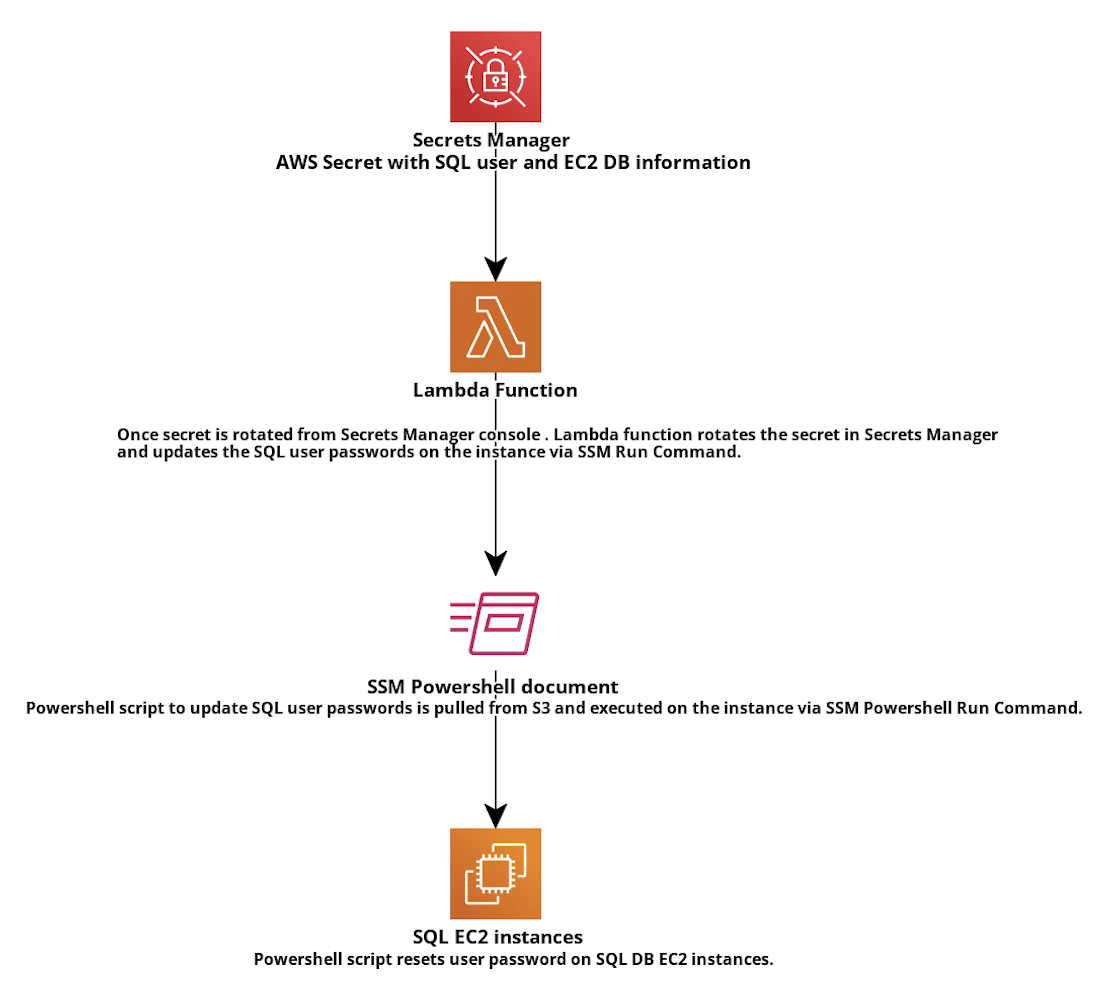 Secrets Manager
AWS Secret with SQL user and EC2 DB information
Lambda Function
Once secret is rotated from Secrets Manager console . Lambda function rotates the secret in Secrets Manager
and updates the SQL user passwords on the instance via SSM Run Command.
SSM Powershell document
Powershell script to update SQL user passwords is pulled from S3 and executed on the instance via SSM Powershell Run Command.
SQL EC2 instances
Powershell script resets user password on SQL DB EC2 instances.